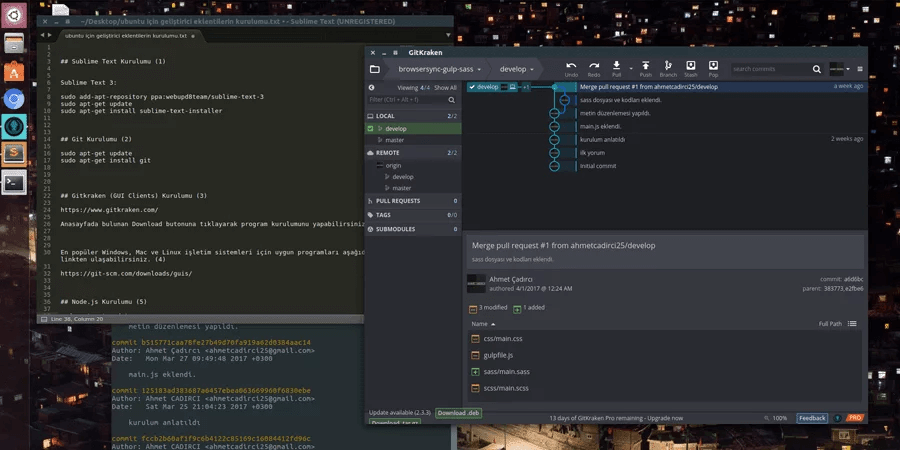 ~/Desktop/ubuntu için geliştirici eklentilerin kurulumu.txt • - Sublime Text (UNREGISTERED)
ubuntu için geliştirici eklentilerin kurulumu.txt
## Sublime Text Kurulumu (1)
Sublime Text 3:
sudo add-apt-repository ppa:webupd8team/sublime-text-3
sudo apt-get update
sudo apt-get install sublime-text-installer
## Git Kurulumu (2)
sudo apt-get update
sudo apt-get install git
## Gitkraken (GUI Clients) Kurulumu (3)
https://www.gitkraken.com/
Anasayfada bulunan Download butonuna tıklayarak program kurulumunu yapabilirsiniz
En popüler Windows, Mac ve Linux işletim sistemleri için uygun programları aşağıd
linkten ulaşabilirsiniz. (4)
https://git-scm.com/downloads/guis/
## Node.js Kurulumu (5)
Line 38, Column 20
metin düzenlemesi yapıldı.
commit b515771caa78fe27b49d70fa919a62d0384aac14
Author: Ahmet Çadırcı <ahmetcadirci25@gmail.com>
Date: Mon Mar 27 09:49:48 2017 +0300
main.js eklendi.
commit 125183ad383687a6457ebea063669960f6830ebe
Author: Ahmet CADIRCI <ahmetcadirci25@gmail.com>
Date: Sat Mar 25 21:04:23 2017 +0300
kurulum anlatıldı
commit fccb2b60af1f9c6b4122c85169c16084412fd96c
Author: Ahmet CADIRCI <ahmetcadirci25@gmail.com>
GitKraken
browsersync-gulp-sass
develop
Undo
Redo
Pull
Push
Branch
Stash
Pop
search commits
Viewing 4/4 Show All
Filter (Ctrl + Alt + f)
LOCAL 2/2
develop
master
REMOTE 2/2
origin
develop
master
PULL REQUESTS 0
TAGS 0/0
SUBMODULES 0
develop +1
Merge pull request #1 from ahmetcadirci25/develop a week ago
sass dosyası ve kodları eklendi.
metin düzenlemesi yapıldı.
main.js eklendi.
kurulum anlatıldı 2 weeks ago
ilk yorum
Initial commit
Merge pull request #1 from ahmetcadirci25/develop
sass dosyası ve kodları eklendi.
Ahmet Çadırcı
authored 4/1/2017 @ 12:24 AM
commit: a6d6bc
parent: 383773,e2fbe6
3 modified 1 added
Name Full Path
css/main.css
gulpfile.js
sass/main.sass
scss/main.scss
Update available (2.3.3) Download .deb
Download .tar.gz
13 days of GitKraken Pro remaining - Upgrade now
100%
Feedback
PRO